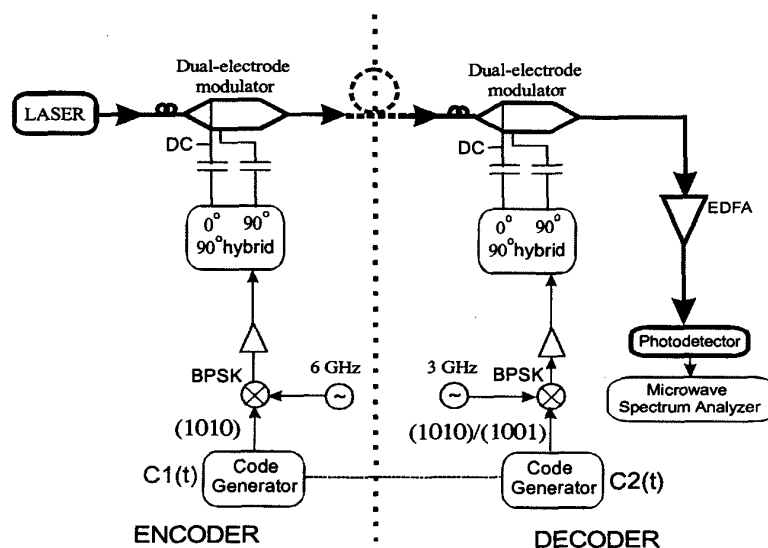 Dual-electrode
modulator
Dual-electrode
modulator
LASER
DC
DC
0° 90°
90° hybrid
0° 90°
90° hybrid
EDFA
BPSK
6 GHz
~
3 GHz
~
BPSK
Photodetector
Microwave
Spectrum Analyzer
(1010)
(1010)/(1001)
C1(t)
Code
Generator
Code
Generator
C2(t)
ENCODER
DECODER